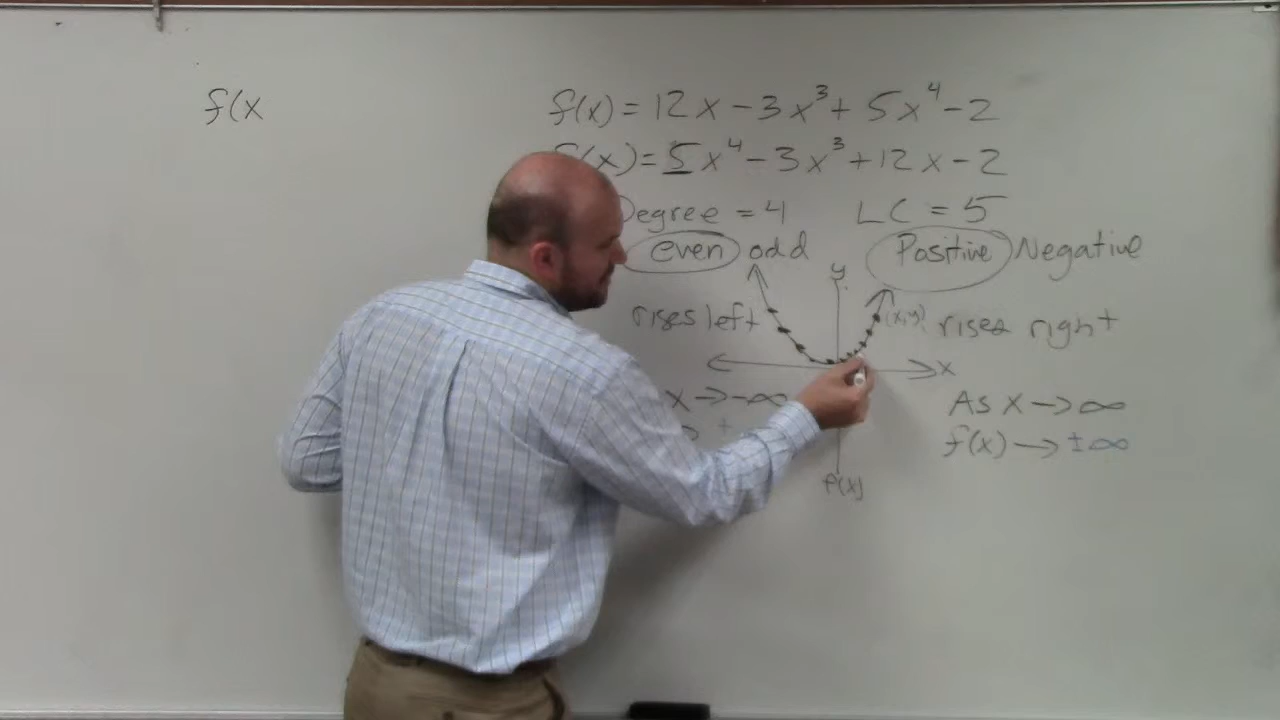 f(x
f(x) = 12x - 3x³ + 5x⁴ - 2
f(x) = 5x⁴ - 3x³ + 12x - 2
Degree = 4 LC = 5
even odd Positive Negative
y
rises left (x,y) rises right
x
x → -∞ As x → ∞
f(x) → ±∞
f(x)